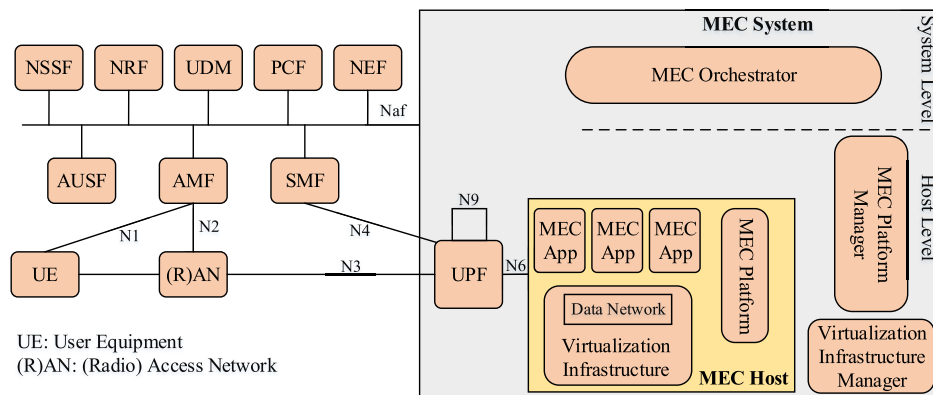 MEC System
System Level
NSSF
NRF
UDM
PCF
NEF
MEC Orchestrator
Naf
AUSF
AMF
SMF
Host Level
MEC Platform
Manager
N1
N2
N4
N9
N3
N6
UE
(R)AN
UPF
MEC
App
MEC
App
MEC
App
MEC Platform
Data Network
Virtualization
Infrastructure
MEC Host
Virtualization
Infrastructure
Manager
UE: User Equipment
(R)AN: (Radio) Access Network